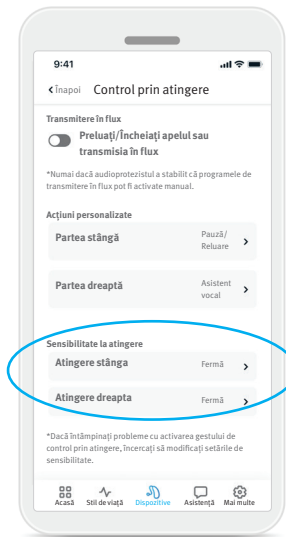 9:41
Înapoi Control prin atingere
Transmitere în flux
Preluați/Încheiați apelul sau
transmisia în flux
*Numai dacă audioprotezistul a stabilit că programele de
transmitere în flux pot fi activate manual.
Acțiuni personalizate
Partea stângă Pauză/
Reluare
Partea dreaptă Asistent
vocal
Sensibilitate la atingere
Atingere stânga Fermă
Atingere dreapta Fermă
*Dacă întâmpinați probleme cu activarea gestului de
control prin atingere, încercați să modificați setările de
sensibilitate.
Acasă Stil de viață Dispozitive Asistență Mai multe